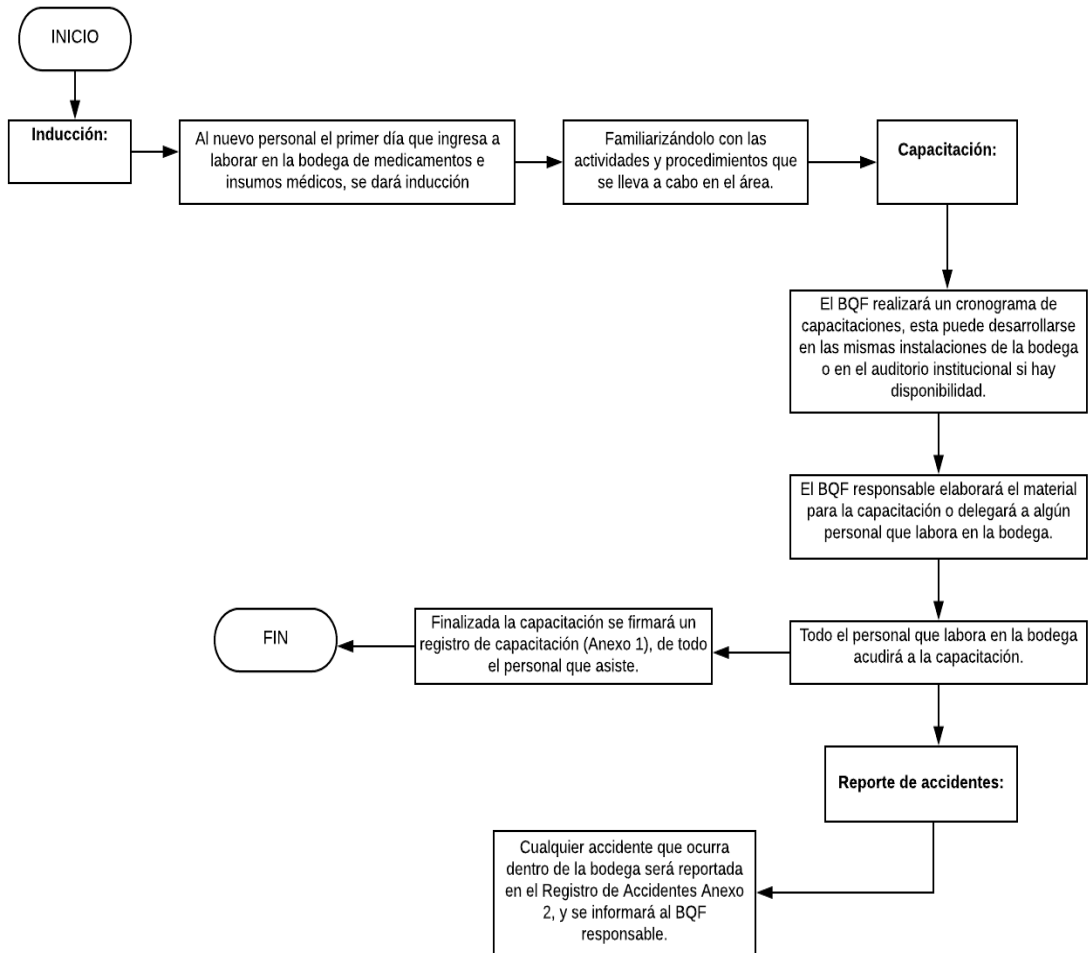 INICIO
Inducción:
Al nuevo personal el primer día que ingresa a
laborar en la bodega de medicamentos e
insumos médicos, se dará inducción
Familiarizándolo con las
actividades y procedimientos que
se lleva a cabo en el área.
Capacitación:
El BQF realizará un cronograma de
capacitaciones, esta puede desarrollarse
en las mismas instalaciones de la bodega
o en el auditorio institucional si hay
disponibilidad.
El BQF responsable elaborará el material
para la capacitación o delegará a algún
personal que labora en la bodega.
Todo el personal que labora en la bodega
acudirá a la capacitación.
Finalizada la capacitación se firmará un
registro de capacitación (Anexo 1), de todo
el personal que asiste.
FIN
Reporte de accidentes:
Cualquier accidente que ocurra
dentro de la bodega será reportada
en el Registro de Accidentes Anexo
2, y se informará al BQF
responsable.